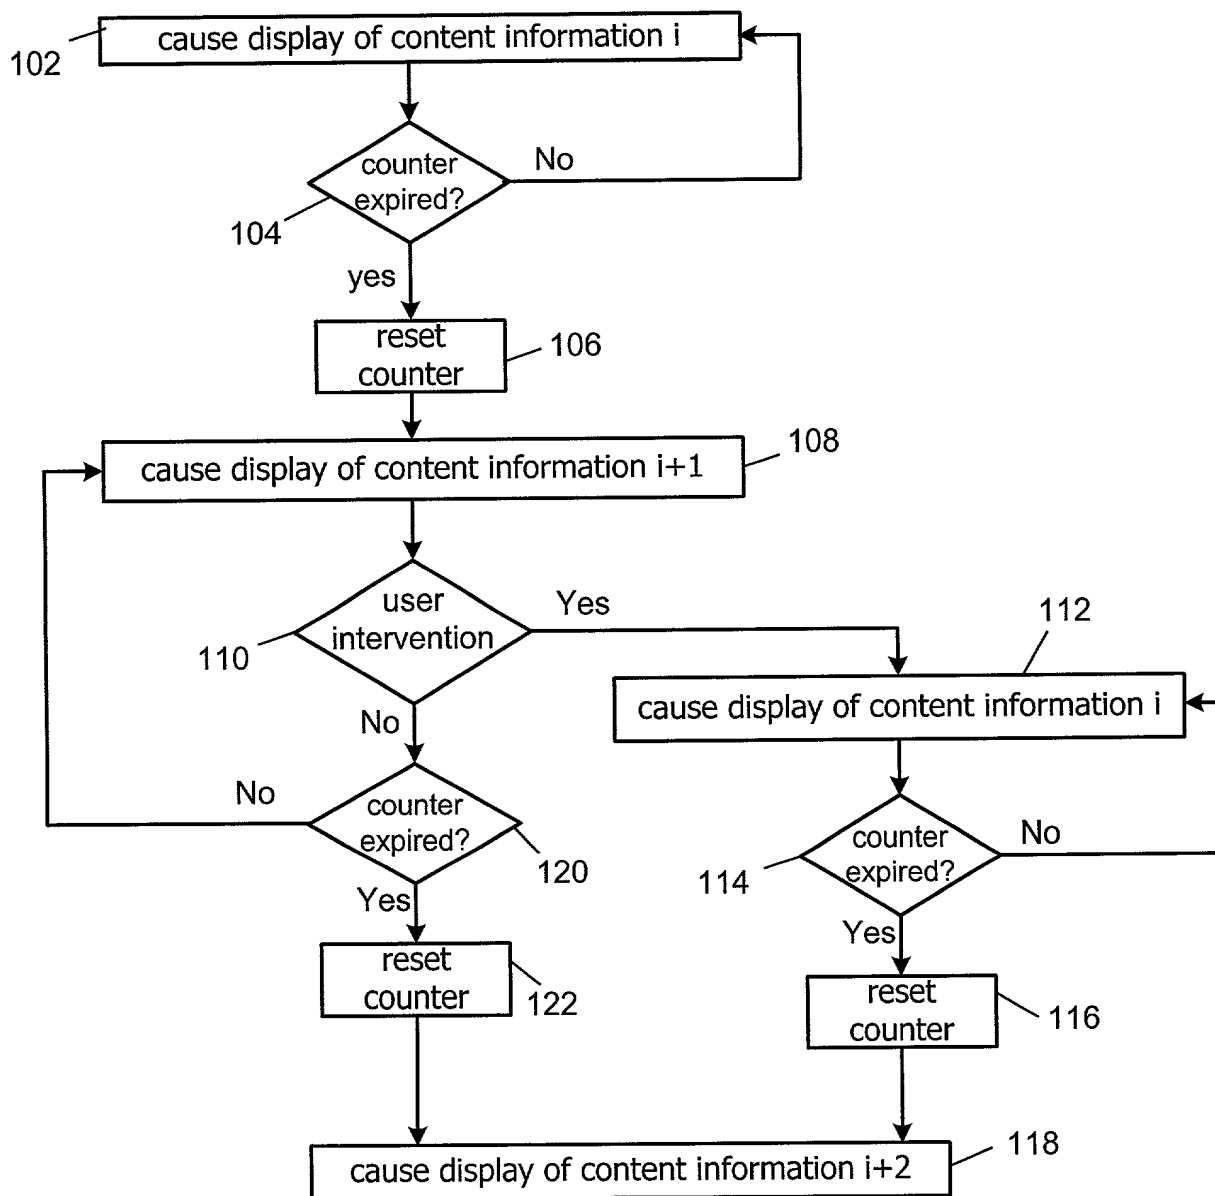 cause display of content information i
102
counter
expired?
No
104
yes
reset
counter
106
cause display of content information i+1
108
user
intervention
Yes
110
No
112
cause display of content information i
No
counter
expired?
120
counter
expired?
No
114
Yes
Yes
reset
counter
122
reset
counter
116
cause display of content information i+2
118